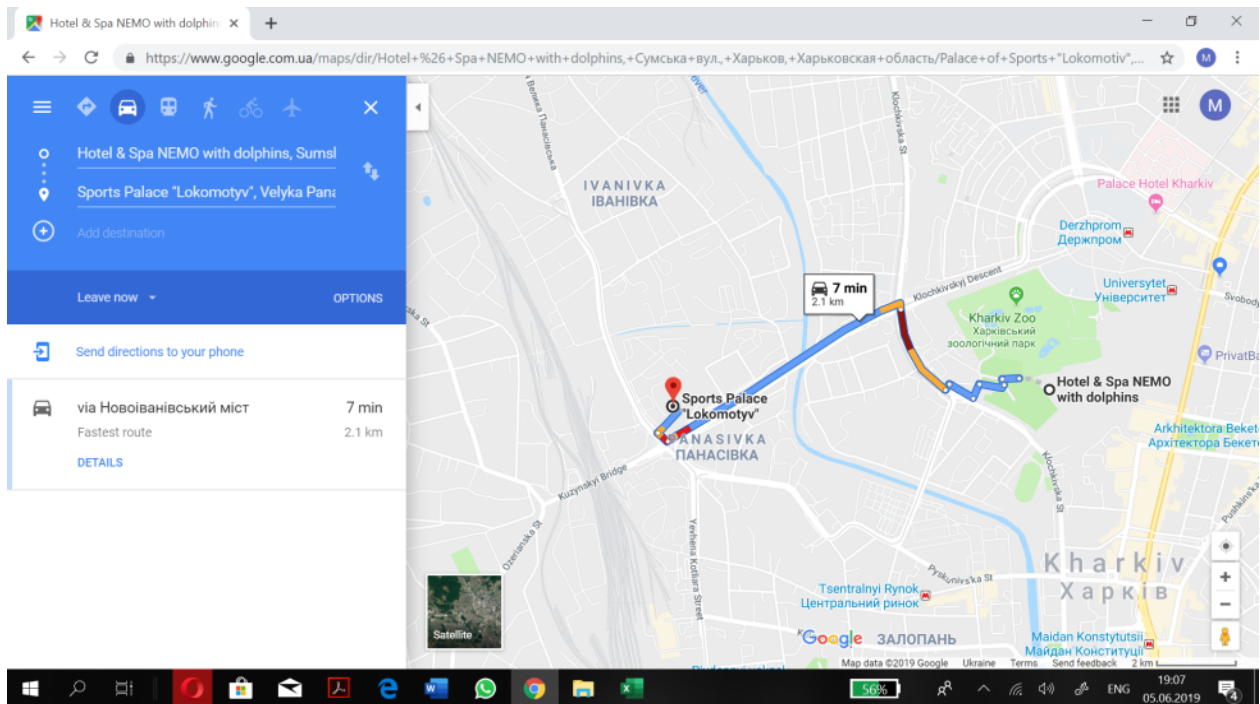 Hotel & Spa NEMO with dolphin
https://www.google.com.ua/maps/dir/Hotel+%26+Spa+NEMO+with+dolphins,+Сумська+вул.,+Харьков,+Харьковская+область/Palace+of+Sports+"Lokomotiv",...
M
Hotel & Spa NEMO with dolphins, Sumsl
Sports Palace "Lokomotyv", Velyka Pana
Add destination
Leave now
OPTIONS
Send directions to your phone
via Новоіванівський міст
7 min
Fastest route
2.1 km
DETAILS
Satellite
Велика Панасівська
Klochkivska St
M
IVANIVKA
ІВАНІВКА
Palace Hotel Kharkiv
Derzhprom
Держпром
7 min
2.1 km
Klochkivskyj Descent
Universytet
Університет
Svobody
Kharkiv Zoo
Харківський
зоологічний парк
PrivatBa
Hotel & Spa NEMO
with dolphins
Sports Palace
"Lokomotyv"
PANASIVKA
ПАНАСІВКА
Arkhitektora Beket
Архітектора Бекет
Kuzynskyi Bridge
Klochkivska St
Pushkinska
Ozerianska St
Yevhena Kotliara Street
Pyskunivs'ka St
Kharkiv
Харків
Tsentralnyi Rynok
Центральний ринок
Google
ЗАЛОПАНЬ
Maidan Konstytutsii
Майдан Конституції
Map data ©2019 Google Ukraine Terms Send feedback 2 km
56%
ENG
19:07
05.06.2019
4